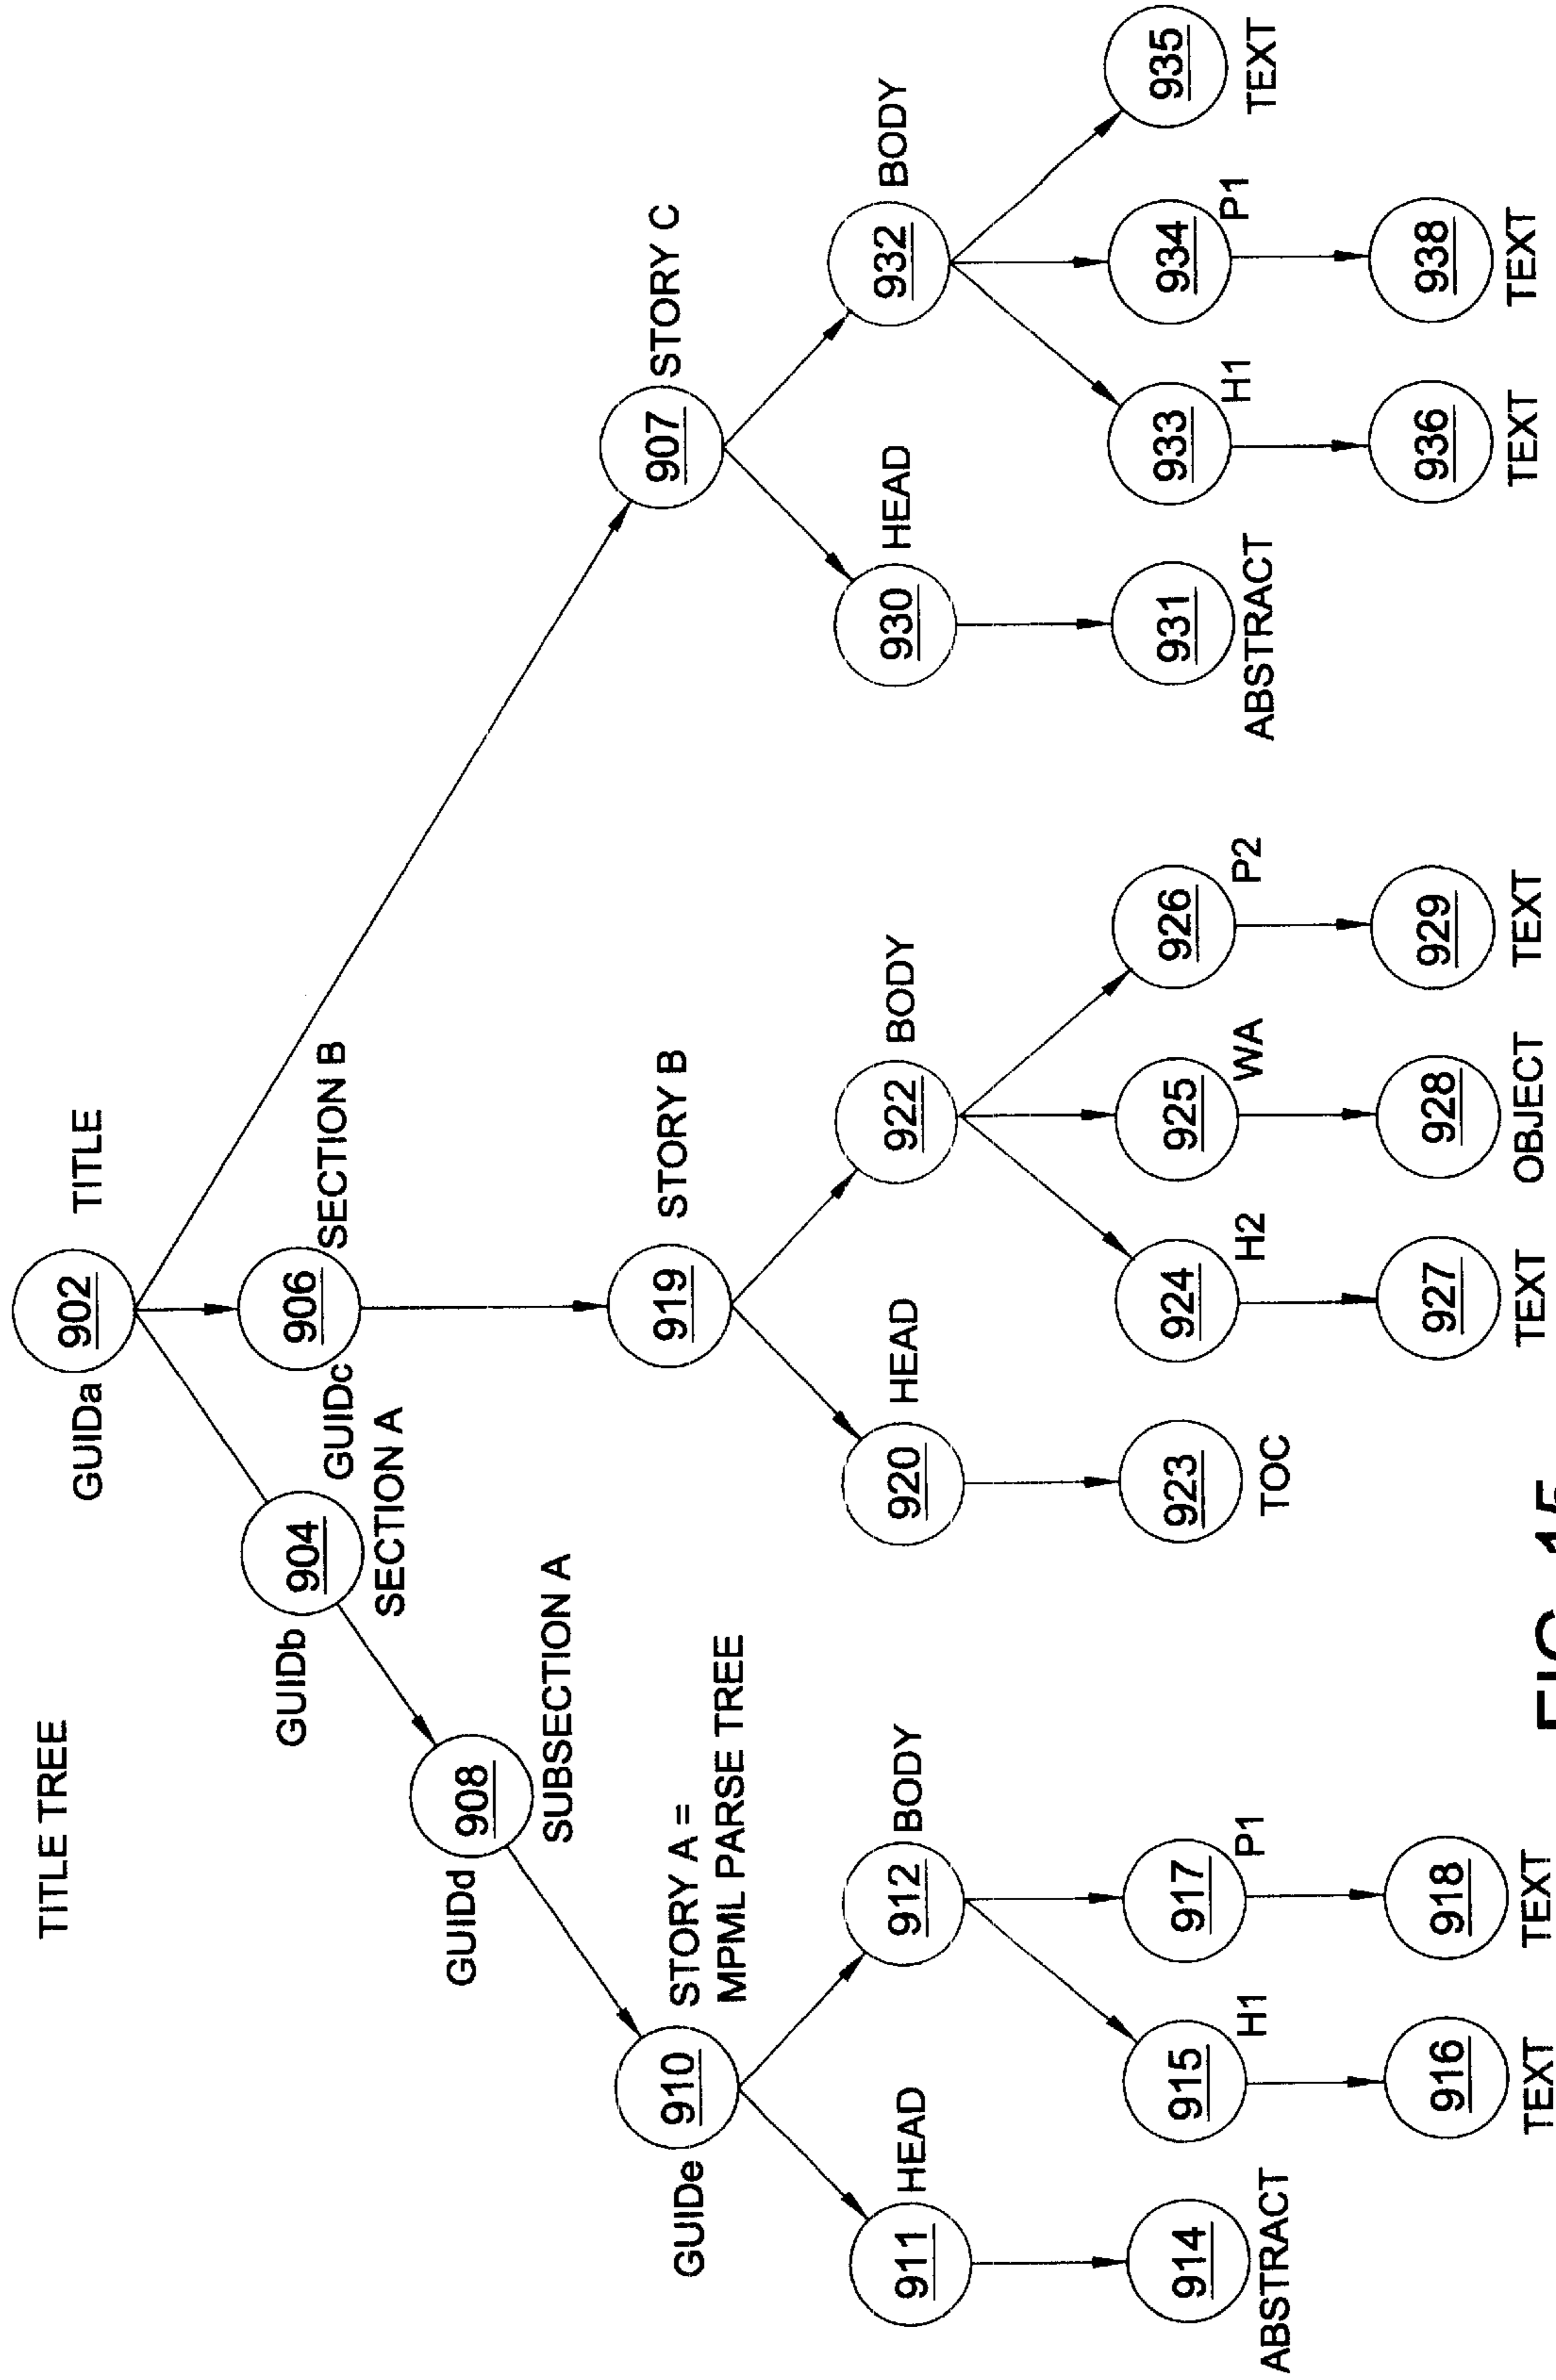 TITLE TREE
GUIDa
902
TITLE
GUIDb
904
SECTION A
GUIDc
906
SECTION B
GUIDd
908
SUBSECTION A
GUIDe
910
STORY A =
MPML PARSE TREE
919
STORY B
907
STORY C
911
HEAD
912
BODY
920
HEAD
922
BODY
930
HEAD
932
BODY
914
ABSTRACT
915
H1
917
P1
923
TOC
924
H2
925
WA
926
P2
931
ABSTRACT
933
H1
934
P1
935
TEXT
916
TEXT
918
TEXT
927
TEXT
928
OBJECT
929
TEXT
936
TEXT
938
TEXT
FIG. 15